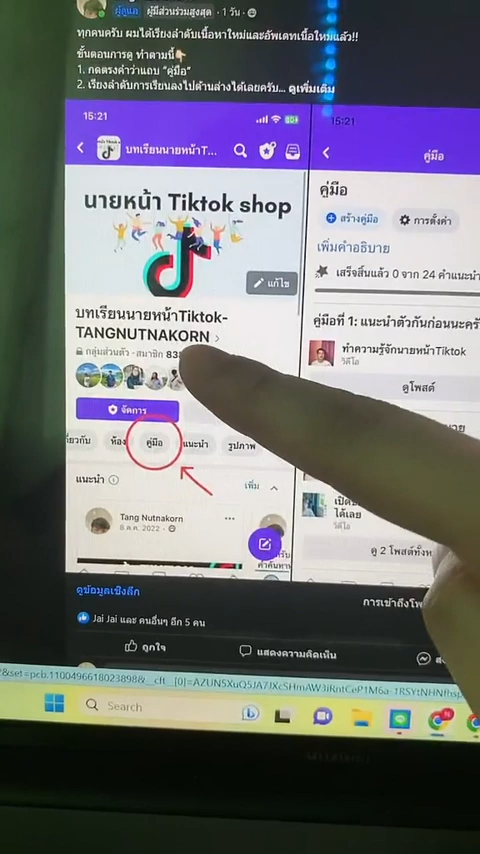 ผู้ดูแล ผู้มีส่วนร่วมสูงสุด · 1 วัน ·
ทุกคนครับ ผมได้เรียงลำดับเนื้อหาใหม่และอัพเดทเนื้อใหม่แล้ว!!
ขั้นตอนการดู ทำตามนี้👇🏻
1. กดตรงคำว่าแถบ "คู่มือ"
2. เรียงลำดับการเรียนลงไปด้านล่างได้เลยครับ... ดูเพิ่มเติม
15:21
บทเรียนนายหน้าT...
นายหน้า Tiktok shop
แก้ไข
บทเรียนนายหน้าTiktok-
TANGNUTNAKORN
กลุ่มส่วนตัว · สมาชิก
จัดการ
ห้อง
คู่มือ
แนะนำ
รูปภาพ
แนะนำ
เพิ่ม
Tang Nutnakorn
8 ต.ค. 2022 ·
15:21
คู่มือ
คู่มือ
สร้างคู่มือ
การตั้งค่า
เพิ่มคำอธิบาย
เสร็จสิ้นแล้ว 0 จาก 24 คำแนะนำ
คู่มือที่ 1: แนะนำตัวกันก่อนนะครั
ทำความรู้จักนายหน้าTiktok
วิดีโอ
ดูโพสต์
ได้เลย
วิดีโอ
ดู 2 โพสต์ทั้งห
ดูข้อมูลเชิงลึก
การเข้าถึงโพ
Jai Jai และ คนอื่นๆ อีก 5 คน
ถูกใจ
แสดงความคิดเห็น
Search